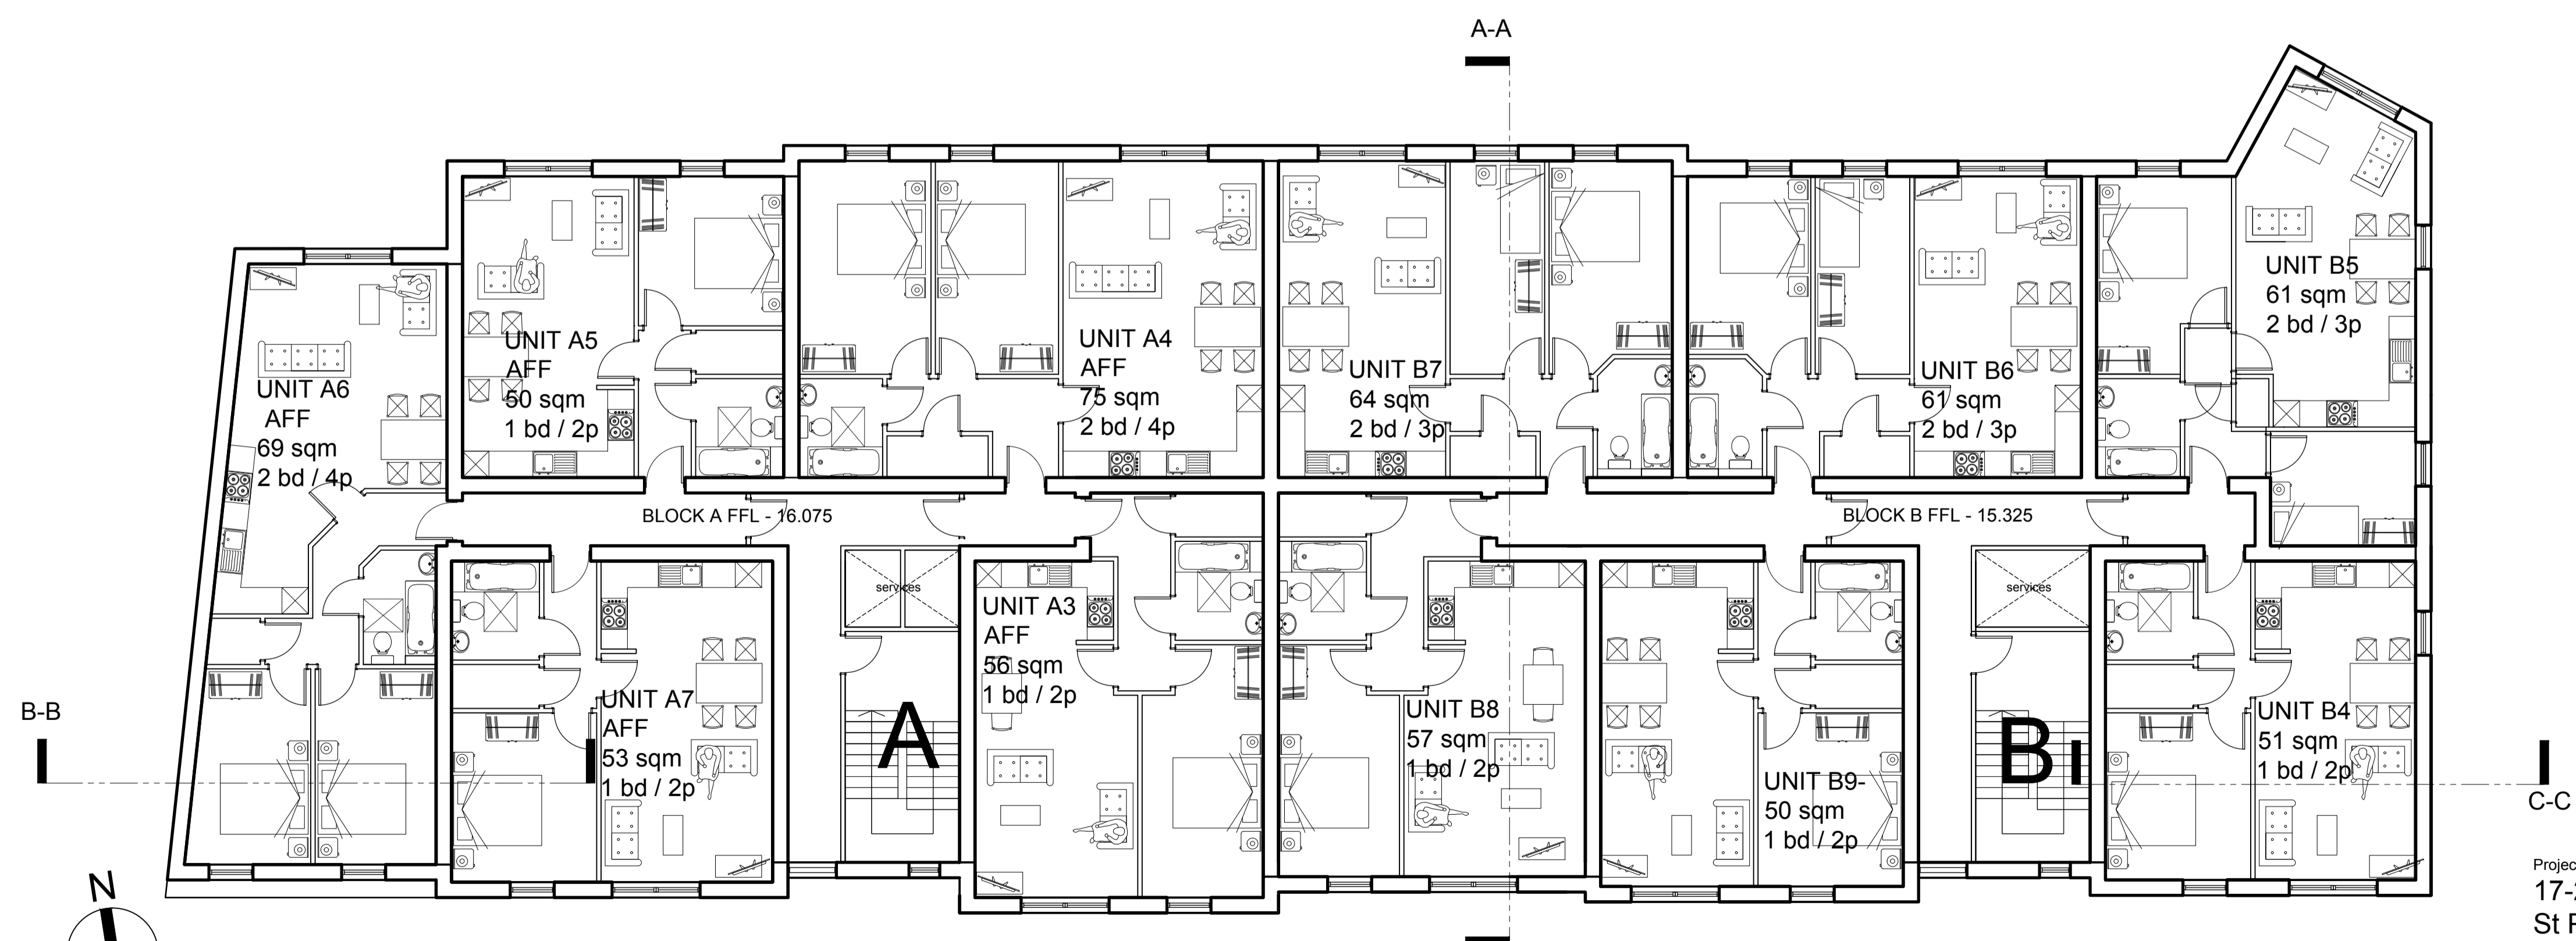 A-A
UNIT A6
AFF
69 sqm
2 bd / 4p
UNIT A5
AFF
50 sqm
1 bd / 2p
UNIT A4
AFF
75 sqm
2 bd / 4p
UNIT B7
64 sqm
2 bd / 3p
UNIT B6
61 sqm
2 bd / 3p
UNIT B5
61 sqm
2 bd / 3p
BLOCK A FFL - 16.075
BLOCK B FFL - 15.325
services
services
UNIT A7
AFF
53 sqm
1 bd / 2p
A
UNIT A3
AFF
56 sqm
1 bd / 2p
UNIT B8
57 sqm
1 bd / 2p
UNIT B9-
50 sqm
1 bd / 2p
B
UNIT B4
51 sqm
1 bd / 2p
B-B
C-C
N
Projec
17-2
St P